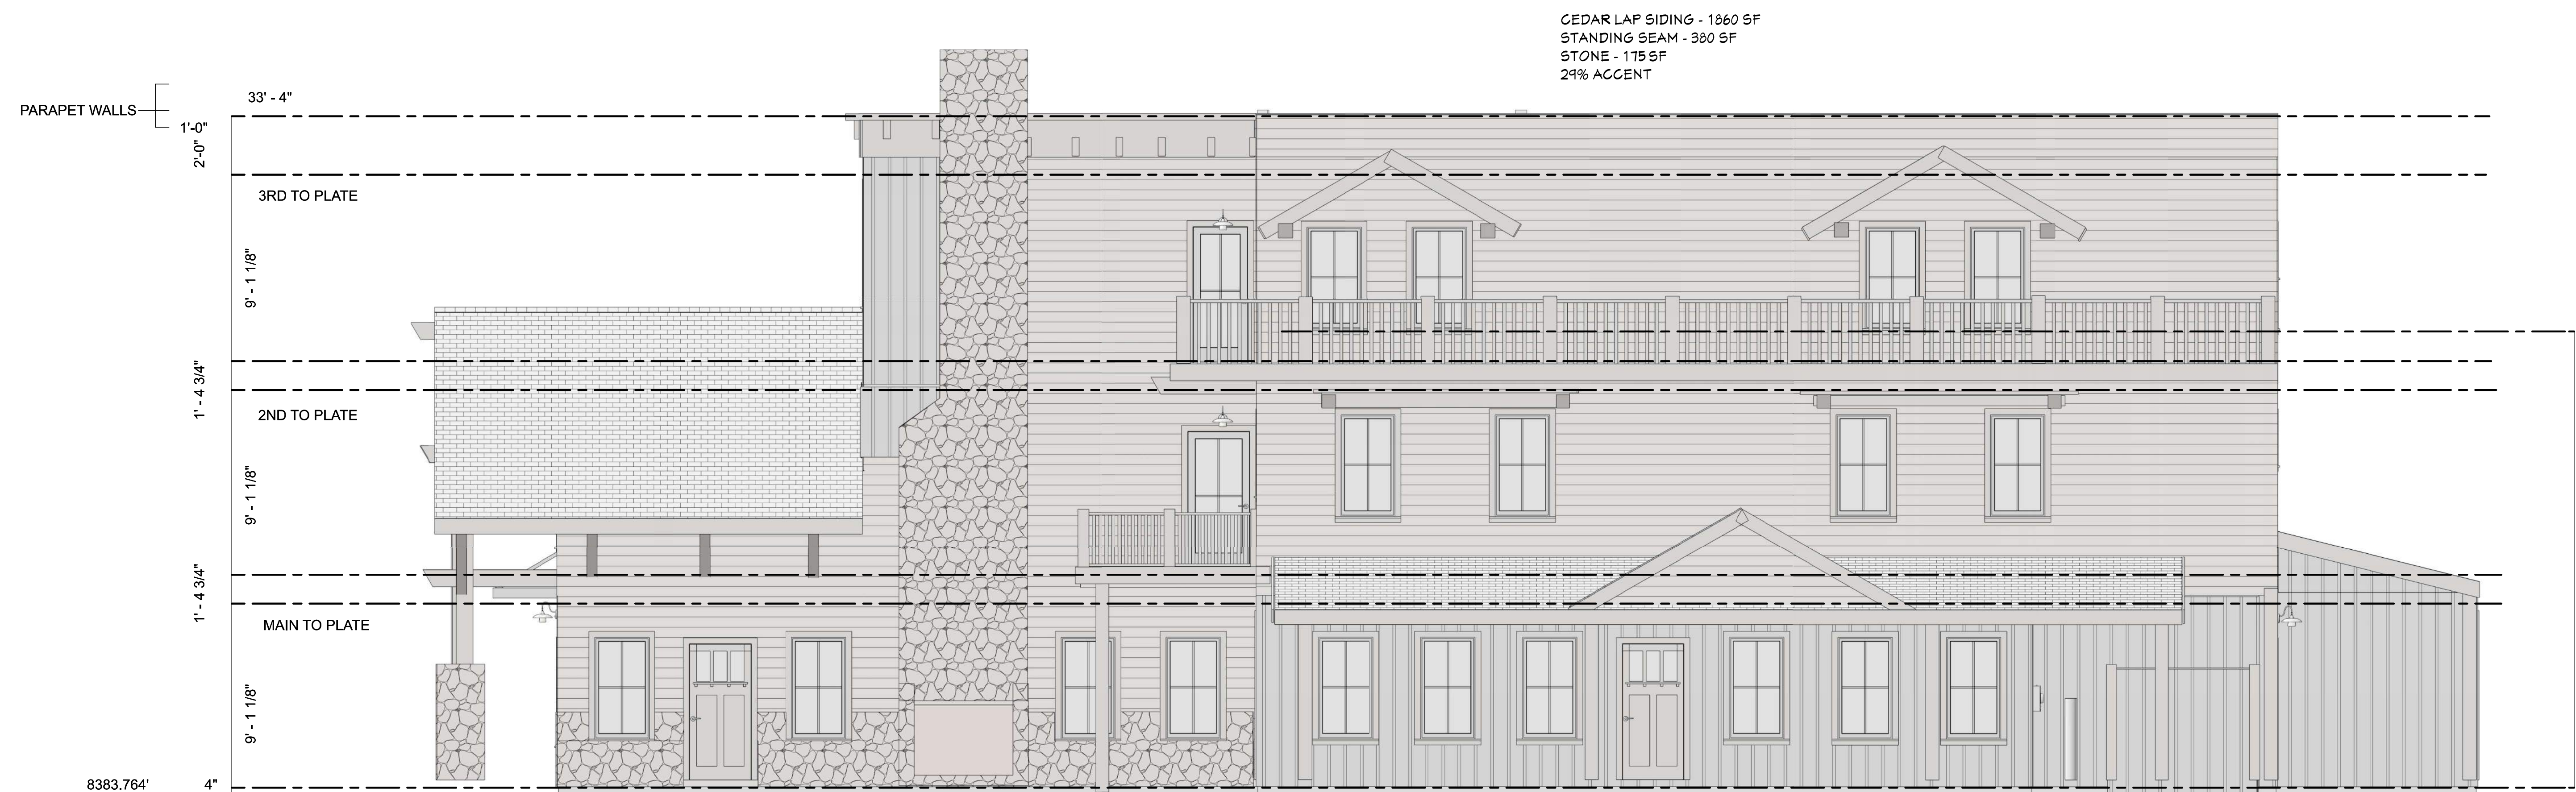 CEDAR LAP SIDING - 1860 SF
STANDING SEAM - 380 SF
STONE - 175 SF
29% ACCENT
33' - 4"
PARAPET WALLS
1'-0"
2'-0"
3RD TO PLATE
9' - 1 1/8"
1' - 4 3/4"
2ND TO PLATE
9' - 1 1/8"
1' - 4 3/4"
MAIN TO PLATE
9' - 1 1/8"
8383.764'
4"